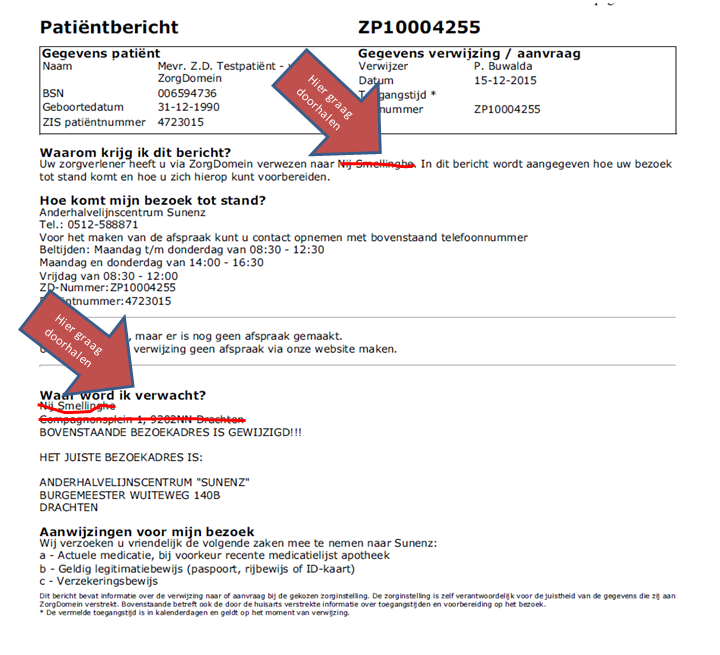 Patiëntbericht ZP10004255
Gegevens patiënt Gegevens verwijzing / aanvraag
Naam Mevr. Z.D. Testpatiënt - Verwijzer P. Buwalda
ZorgDomein Datum 15-12-2015
BSN 006594736 *
Geboortedatum 31-12-1990 ZP10004255
ZIS patiëntnummer 4723015
Hier graag
doorhalen
Waarom krijg ik dit bericht?
Uw zorgverlener heeft u via ZorgDomein verwezen naar Nij Smellinghe. In dit bericht wordt aangegeven hoe uw bezoek
tot stand komt en hoe u zich hierop kunt voorbereiden.
Hoe komt mijn bezoek tot stand?
Anderhalvelijnscentrum Sunenz
Tel.: 0512-588871
Voor het maken van de afspraak kunt u contact opnemen met bovenstaand telefoonnummer
Beltijden: Maandag t/m donderdag van 08:30 - 12:30
Maandag en donderdag van 14:00 - 16:30
Vrijdag van 08:30 - 12:00
ZD-Nummer:ZP10004255
:4723015
Hier graag
doorhalen
, maar er is nog geen afspraak gemaakt.
verwijzing geen afspraak via onze website maken.
Waar word ik verwacht?
Nij Smellinghe
Compagnonsplein 1, 9202NN Drachten
BOVENSTAANDE BEZOEKADRES IS GEWIJZIGD!!!
HET JUISTE BEZOEKADRES IS:
ANDERHALVELIJNSCENTRUM "SUNENZ"
BURGEMEESTER WUITEWEG 140B
DRACHTEN
Aanwijzingen voor mijn bezoek
Wij verzoeken u vriendelijk de volgende zaken mee te nemen naar Sunenz:
a - Actuele medicatie, bij voorkeur recente medicatielijst apotheek
b - Geldig legitimatiebewijs (paspoort, rijbewijs of ID-kaart)
c - Verzekeringsbewijs
Dit bericht bevat informatie over de verwijzing naar of aanvraag bij de gekozen zorginstelling. De zorginstelling is zelf verantwoordelijk voor de juistheid van de gegevens die zij aan
ZorgDomein verstrekt. Bovenstaande betreft ook de door de huisarts verstrekte informatie over toegangstijden en voorbereiding op het bezoek.
* De vermelde toegangstijd is in kalenderdagen en geldt op het moment van verwijzing.